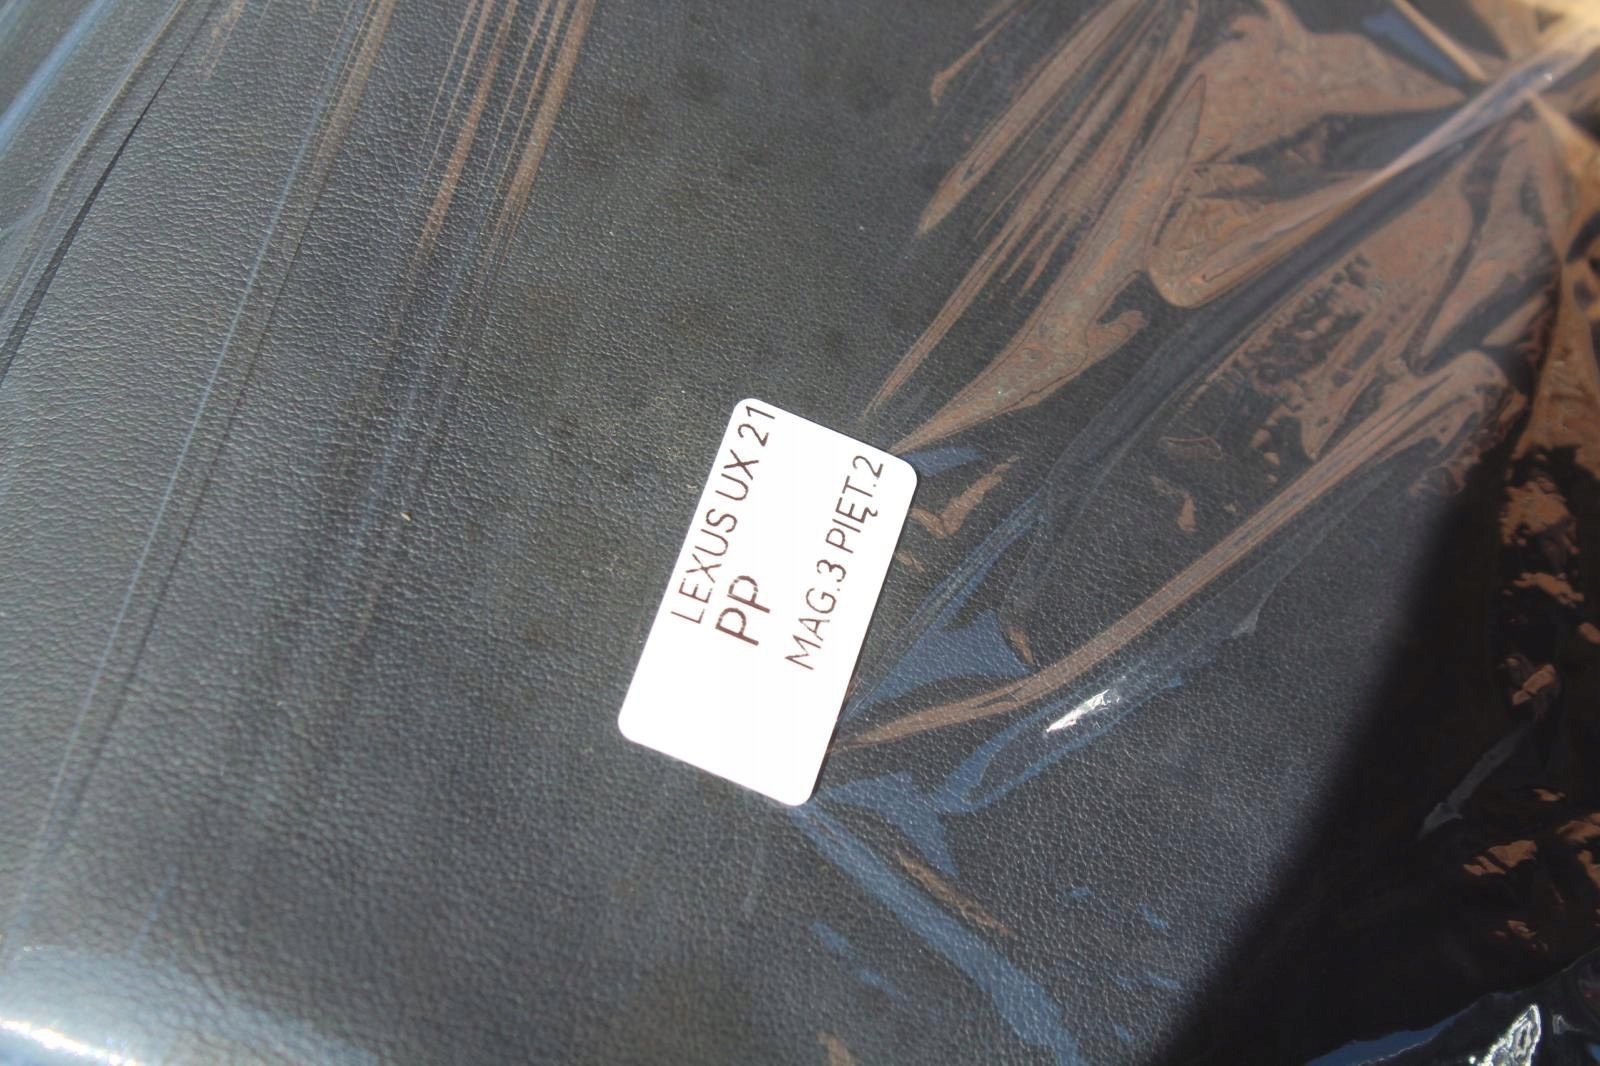 LEXUS UX 21
PP
MAG.3 PIĘT.2